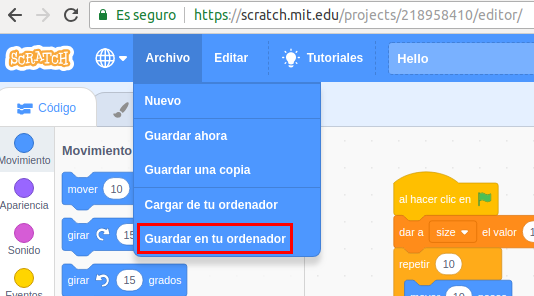 Es seguro | https://scratch.mit.edu/projects/218958410/editor/
SCRATCH Archivo Editar Tutoriales Hello
Nuevo
Guardar ahora
Guardar una copia
Cargar de tu ordenador
Guardar en tu ordenador
Código
Movimiento
Apariencia
Sonido
Eventos
Movimiento
mover 10
girar 15
girar 15 grados
al hacer clic en
dar a size el valor 1
repetir 10
mover 10 pasos